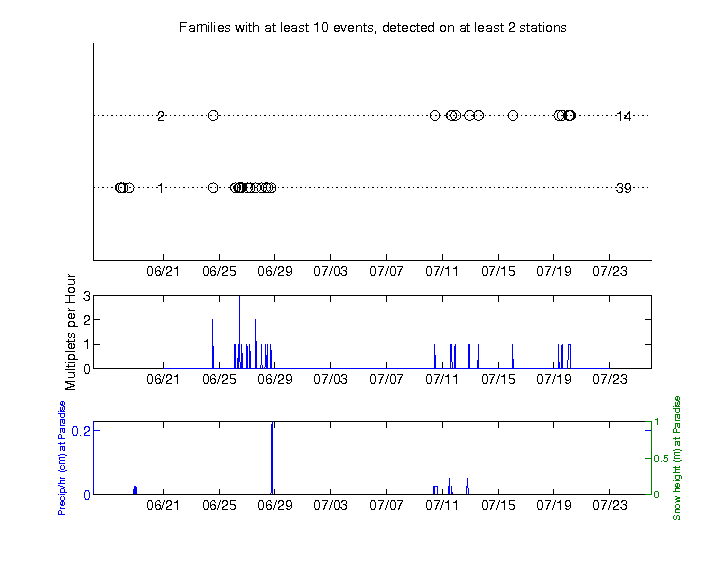 Families with at least 10 events, detected on at least 2 stations
2 14
1 39
06/21 06/25 06/29 07/03 07/07 07/11 07/15 07/19 07/23
Multiplets per Hour
3
2
1
0
06/21 06/25 06/29 07/03 07/07 07/11 07/15 07/19 07/23
Precip/hr (cm) at Paradise
0.2
0
1
0.5
0
Snow height (m) at Paradise
06/21 06/25 06/29 07/03 07/07 07/11 07/15 07/19 07/23